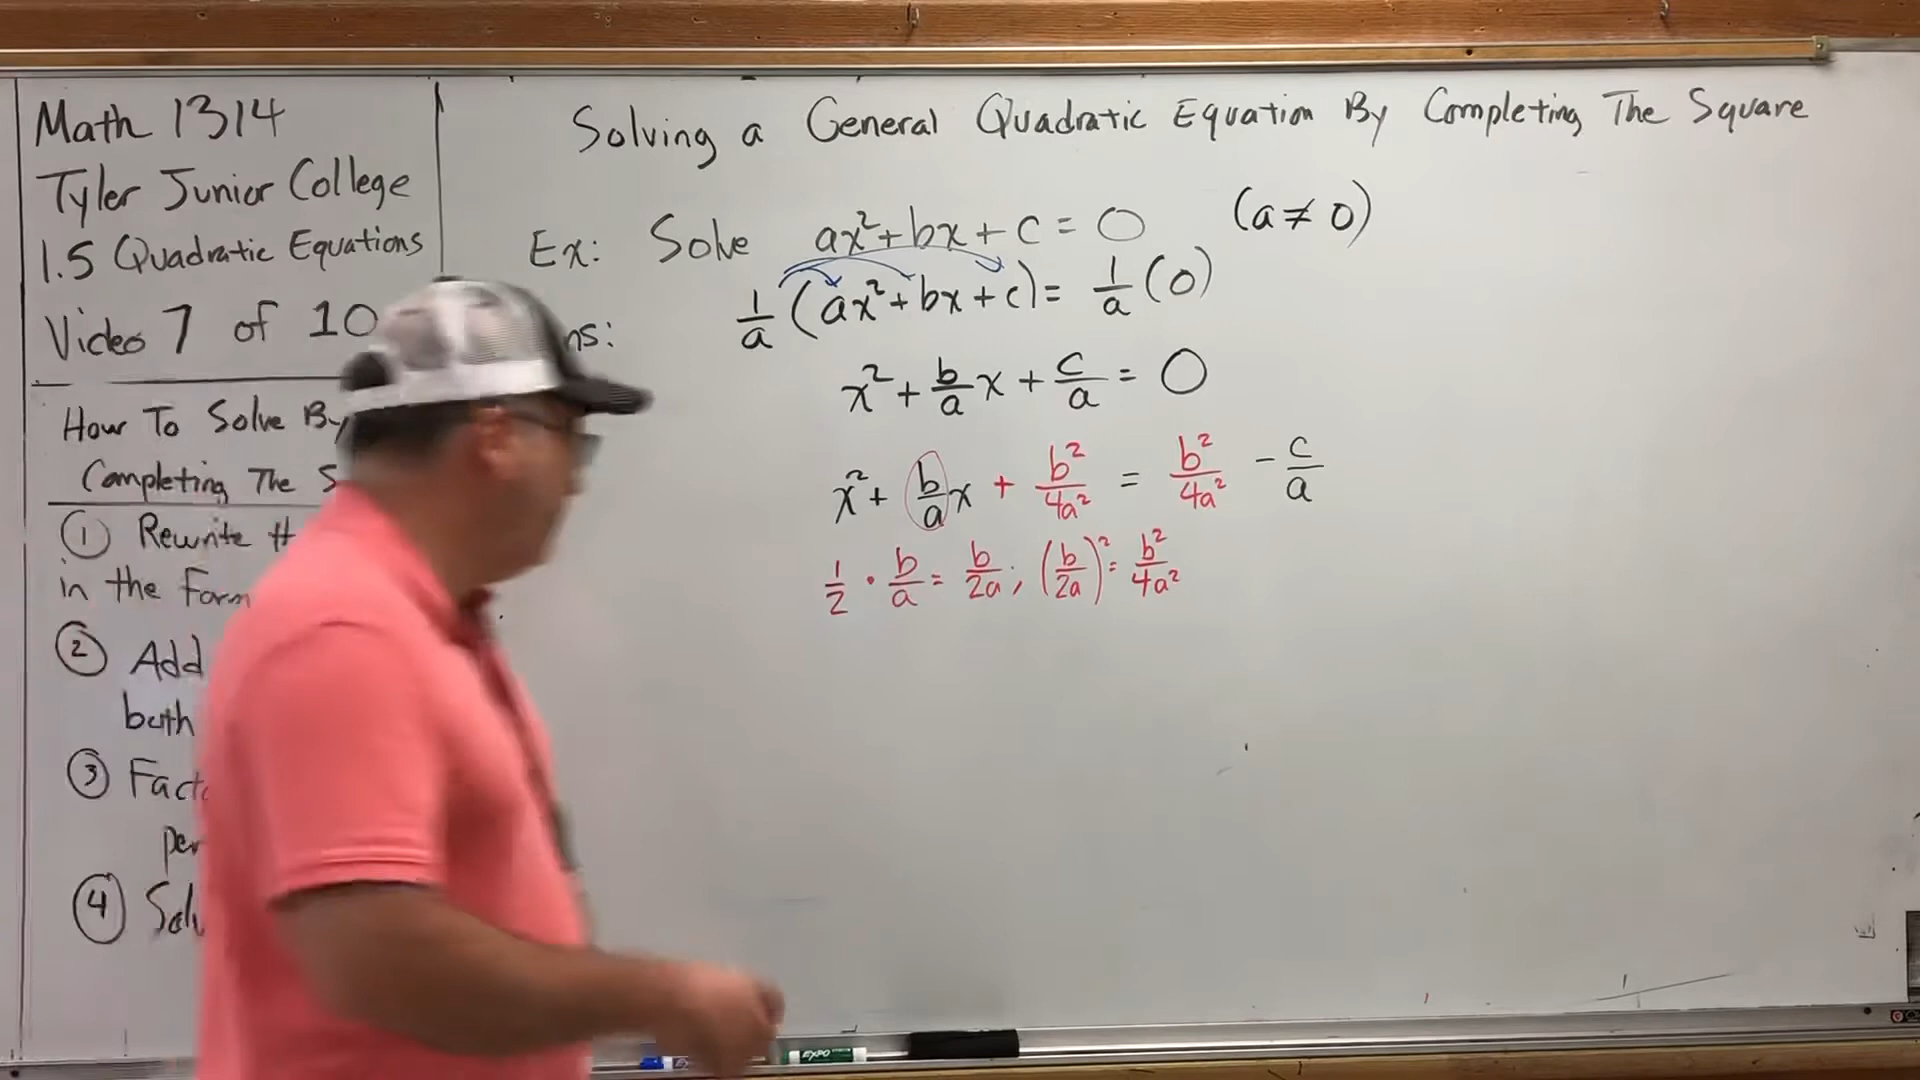 Math 1314
Tyler Junior College
1.5 Quadratic Equations
Video 7 of 10
How To Solve By
Completing The S
① Rewrite
in the Form
② Add
both
③ Fact
per
④ Solv
Solving a General Quadratic Equation By Completing The Square
Ex: Solve ax²+bx+c=0 (a≠0)
1/a (ax²+bx+c)= 1/a (0)
ns:
x²+ b/a x + c/a = 0
x²+ b/a x + b²/4a² = b²/4a² - c/a
1/2 · b/a = b/2a; (b/2a)² = b²/4a²
EXPO